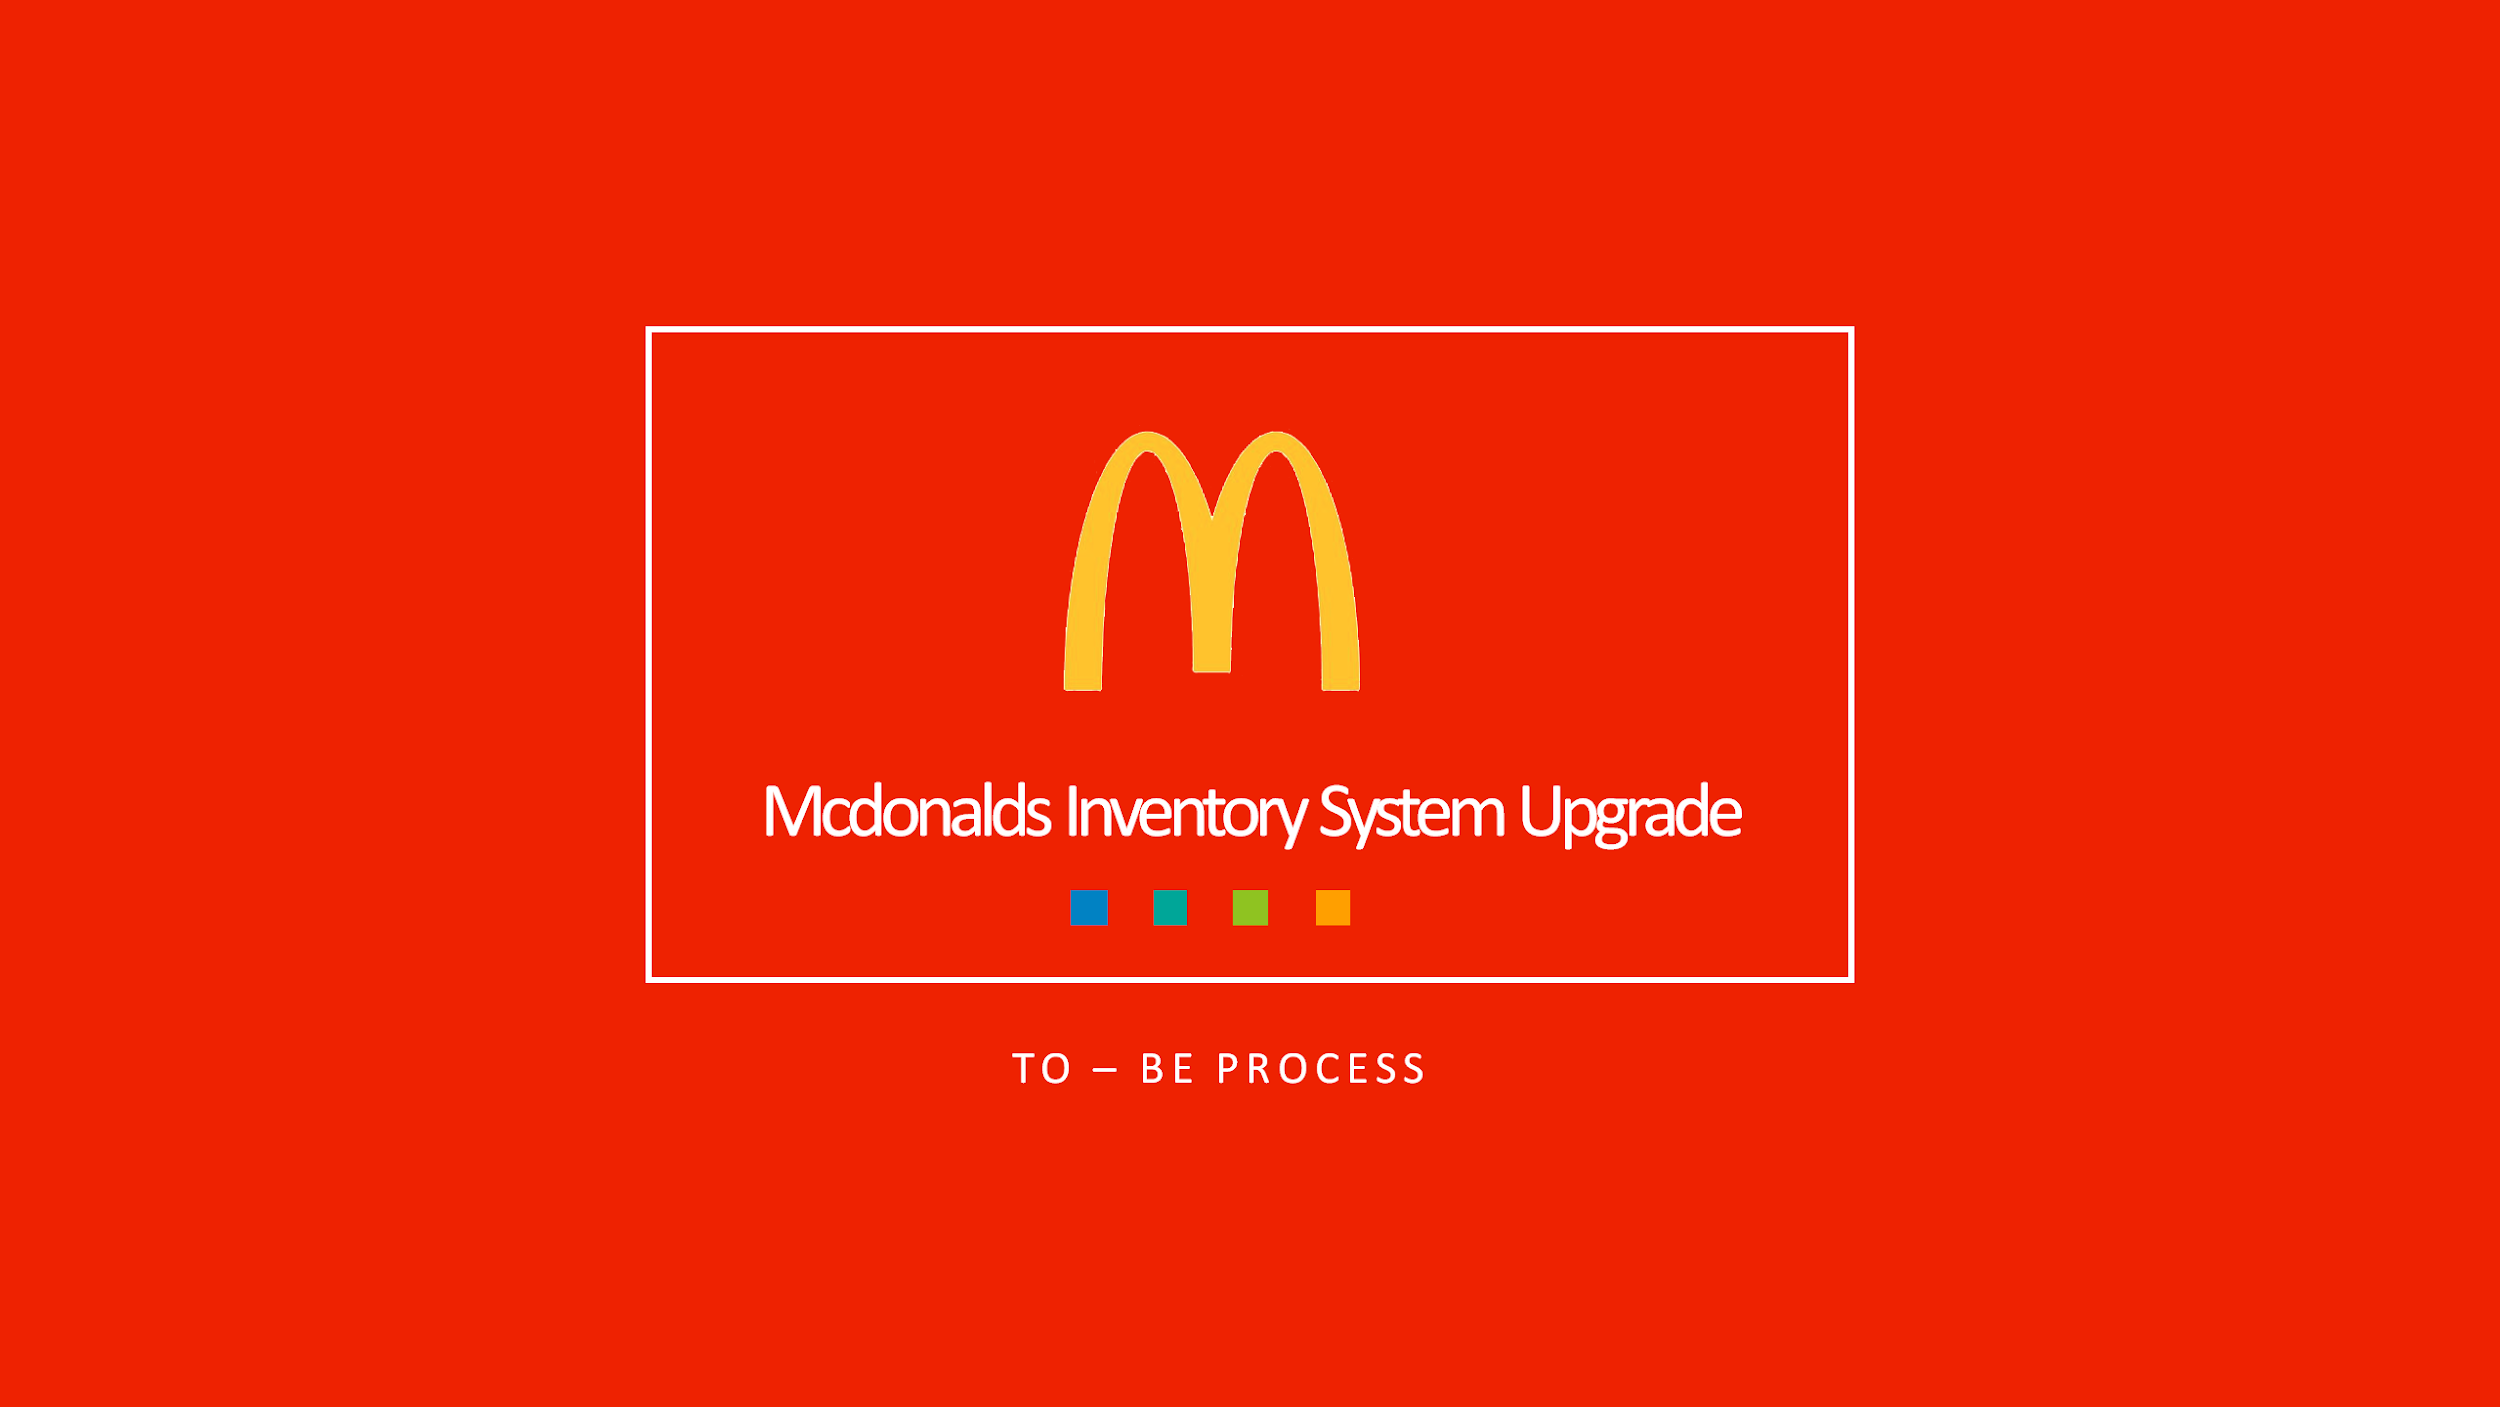 Mcdonalds Inventory System Upgrade
TO – BE PROCESS